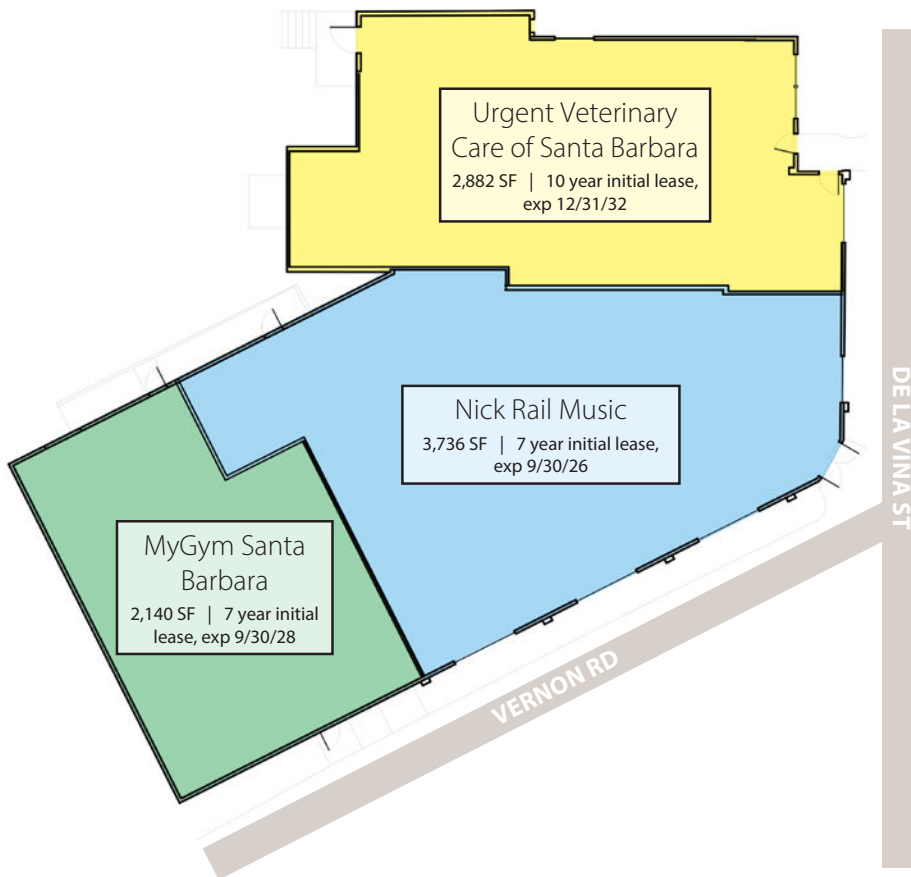 Urgent Veterinary
Care of Santa Barbara
2,882 SF | 10 year initial lease,
exp 12/31/32
Nick Rail Music
3,736 SF | 7 year initial lease,
exp 9/30/26
MyGym Santa
Barbara
2,140 SF | 7 year initial
lease, exp 9/30/28
DE LA VINA ST
VERNON RD